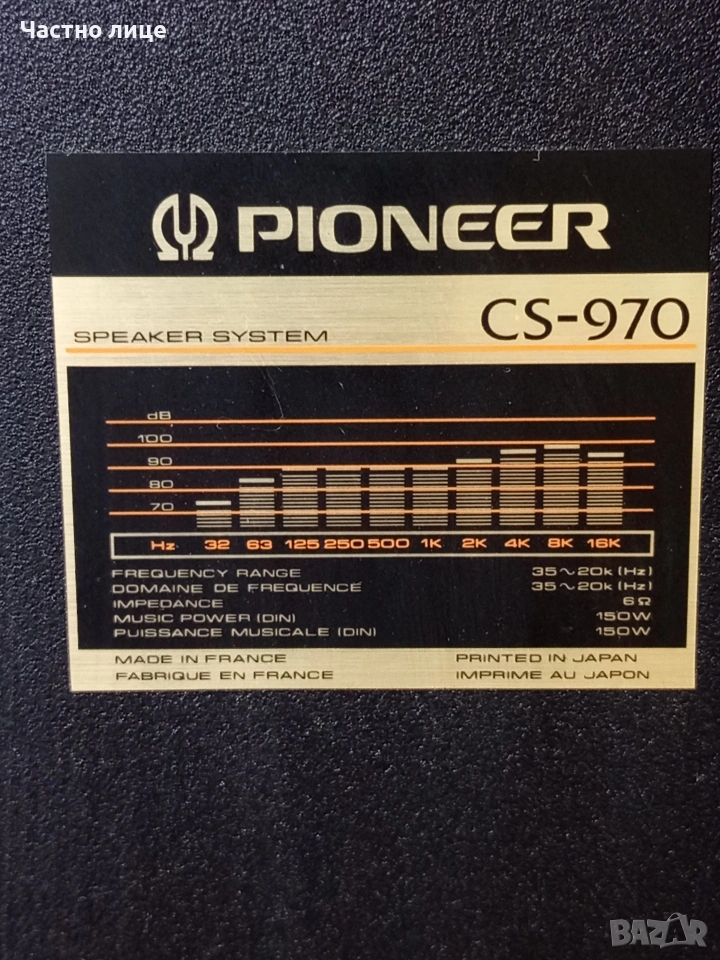 Частно лице
PIONEER
SPEAKER SYSTEM CS-970
dB
100
90
80
70
Hz 32 63 125 250 500 1K 2K 4K 8K 16K
FREQUENCY RANGE 35~20k (Hz)
DOMAINE DE FREQUENCE 35~20k (Hz)
IMPEDANCE 6Ω
MUSIC POWER (DIN) 150W
PUISSANCE MUSICALE (DIN) 150W
MADE IN FRANCE PRINTED IN JAPAN
FABRIQUE EN FRANCE IMPRIME AU JAPON
BAZAR